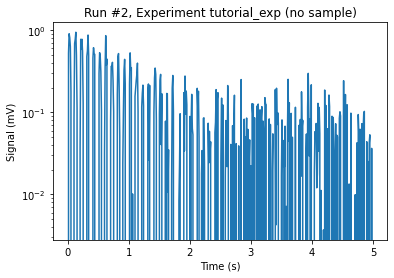 Run #2, Experiment tutorial_exp (no sample)
Signal (mV)
10⁰
10⁻¹
10⁻²
0 1 2 3 4 5
Time (s)